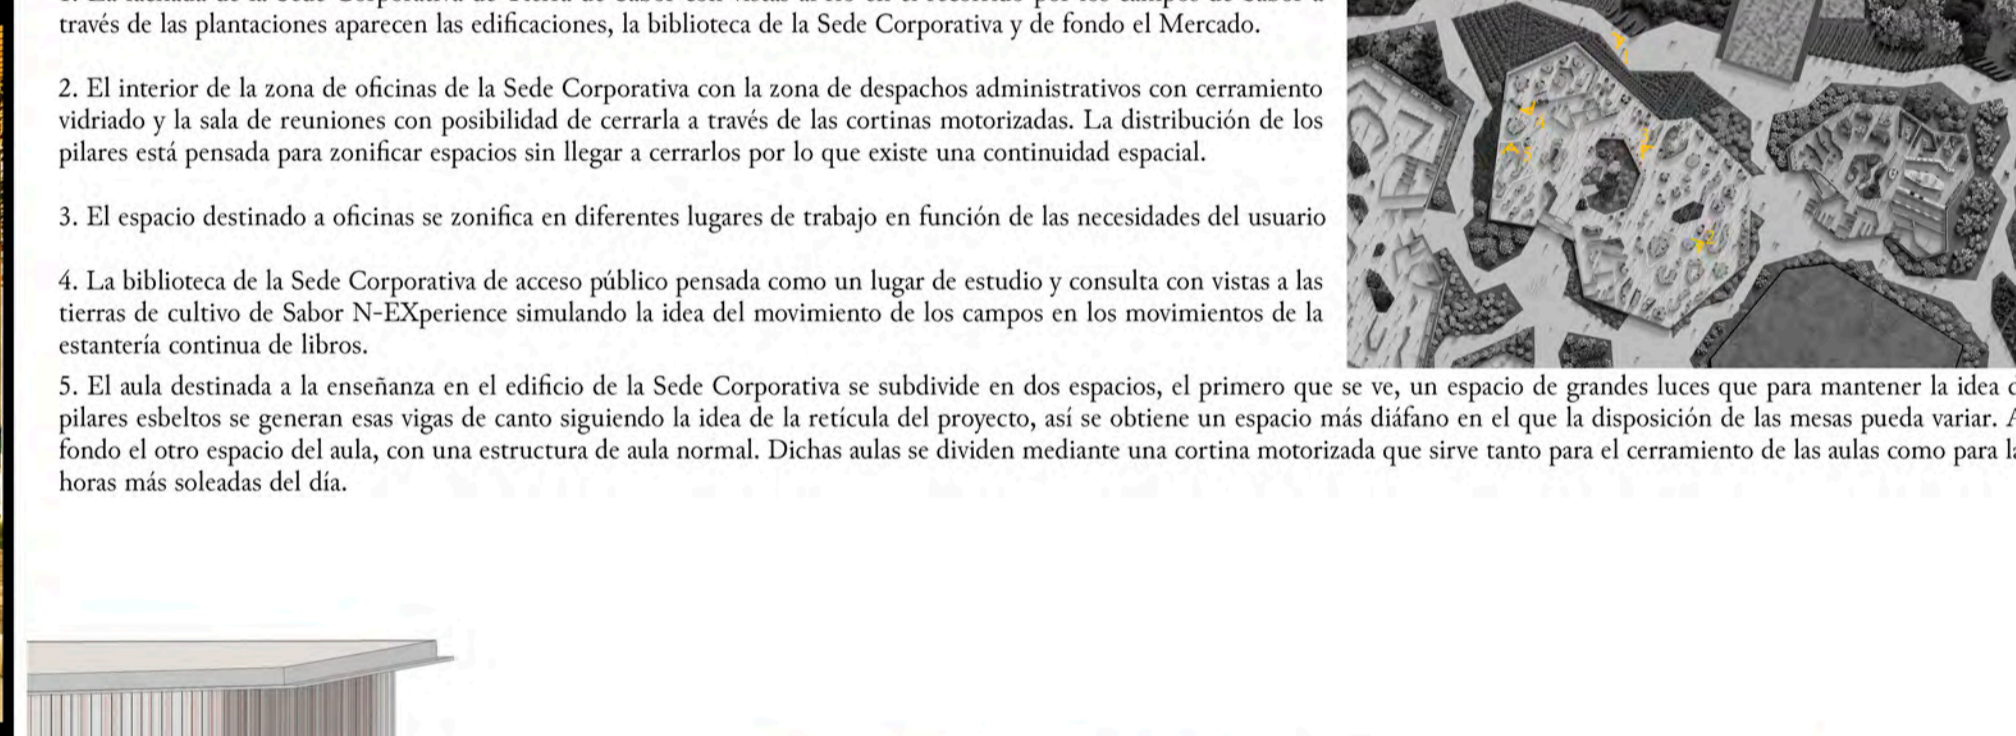 través de las plantaciones aparecen las edificaciones, la biblioteca de la Sede Corporativa y de fondo el Mercado.
2. El interior de la zona de oficinas de la Sede Corporativa con la zona de despachos administrativos con cerramiento
vidriado y la sala de reuniones con posibilidad de cerrarla a través de las cortinas motorizadas. La distribución de los
pilares está pensada para zonificar espacios sin llegar a cerrarlos por lo que existe una continuidad espacial.
3. El espacio destinado a oficinas se zonifica en diferentes lugares de trabajo en función de las necesidades del usuario
4. La biblioteca de la Sede Corporativa de acceso público pensada como un lugar de estudio y consulta con vistas a las
tierras de cultivo de Sabor N-EXperience simulando la idea del movimiento de los campos en los movimientos de la
estantería continua de libros.
5. El aula destinada a la enseñanza en el edificio de la Sede Corporativa se subdivide en dos espacios, el primero que se ve, un espacio de grandes luces que para mantener la idea
pilares esbeltos se generan esas vigas de canto siguiendo la idea de la retícula del proyecto, así se obtiene un espacio más diáfano en el que la disposición de las mesas pueda variar.
fondo el otro espacio del aula, con una estructura de aula normal. Dichas aulas se dividen mediante una cortina motorizada que sirve tanto para el cerramiento de las aulas como para
horas más soleadas del día.